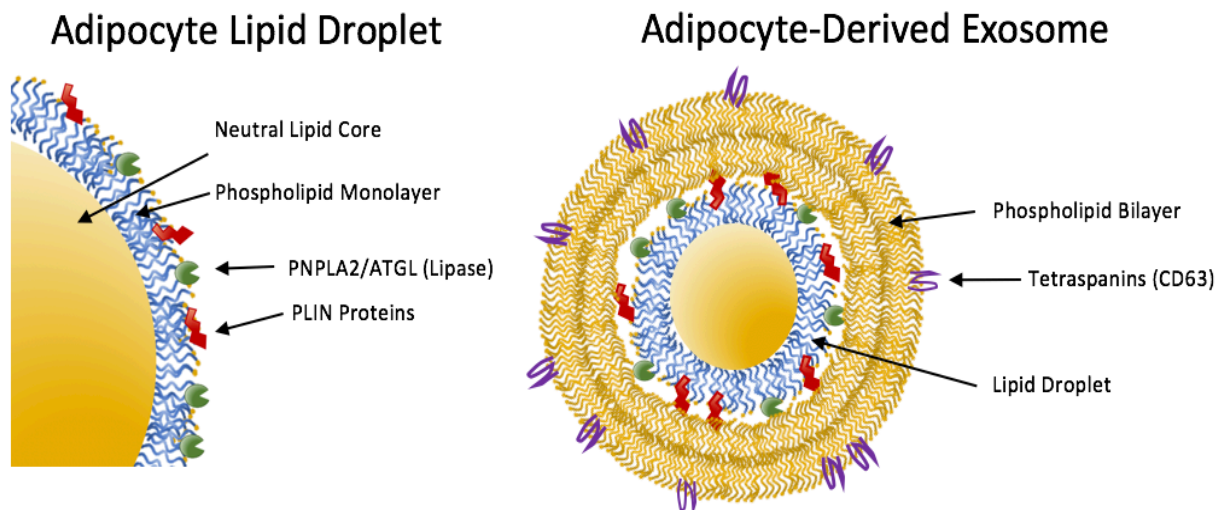 Adipocyte Lipid Droplet
Adipocyte-Derived Exosome
Neutral Lipid Core
Phospholipid Monolayer
PNPLA2/ATGL (Lipase)
PLIN Proteins
Phospholipid Bilayer
Tetraspanins (CD63)
Lipid Droplet